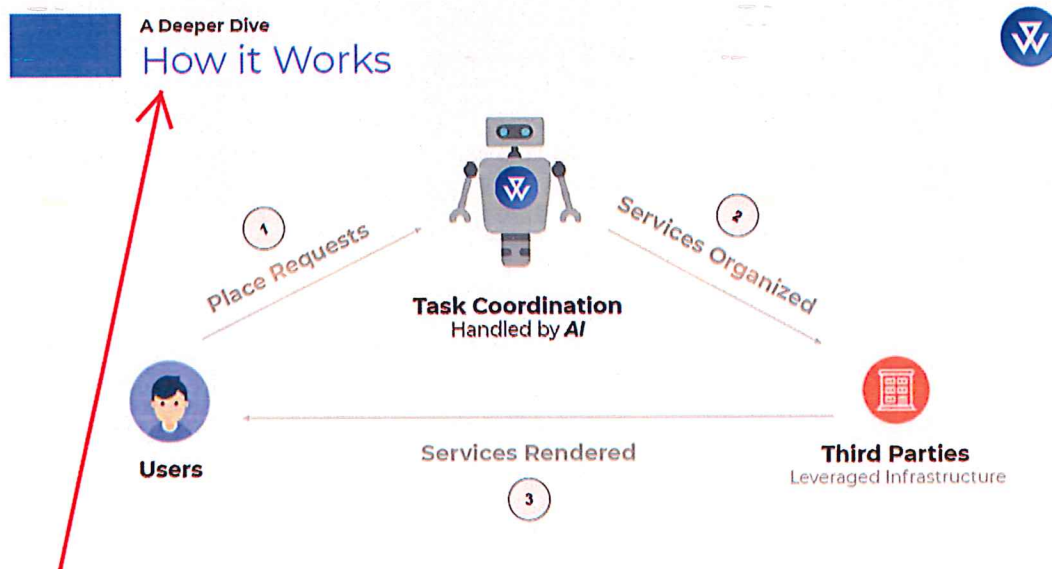 A Deeper Dive
How it Works
1
Place Requests
2
Services Organized
Task Coordination
Handled by AI
Users
Services Rendered
3
Third Parties
Leveraged Infrastructure